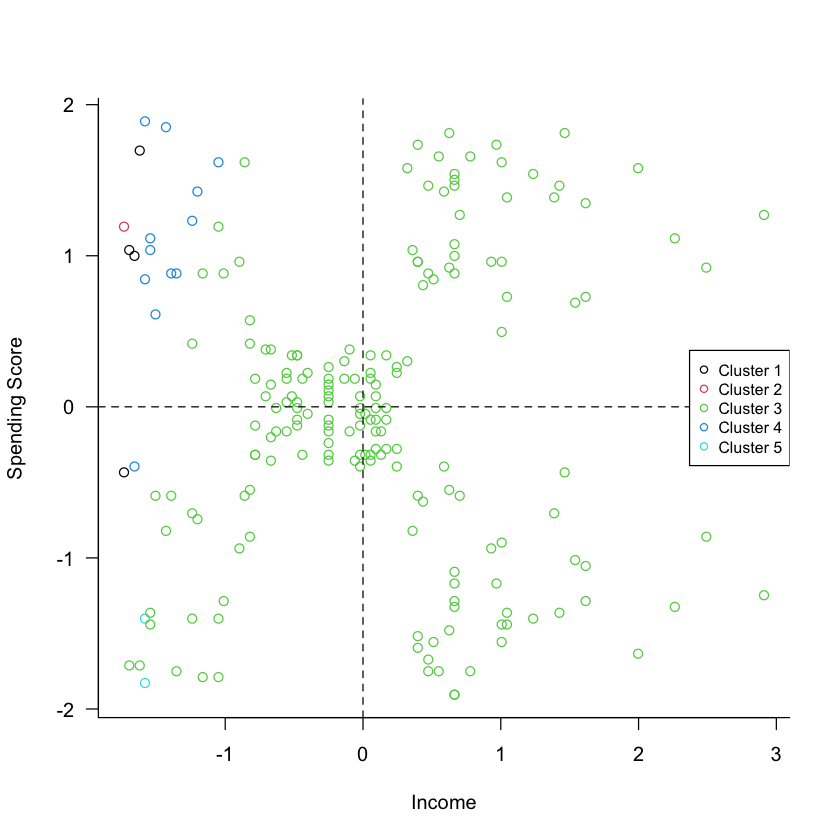 2
1
0
-1
-2
Spending Score
Cluster 1
Cluster 2
Cluster 3
Cluster 4
Cluster 5
-1
0
1
2
3
Income